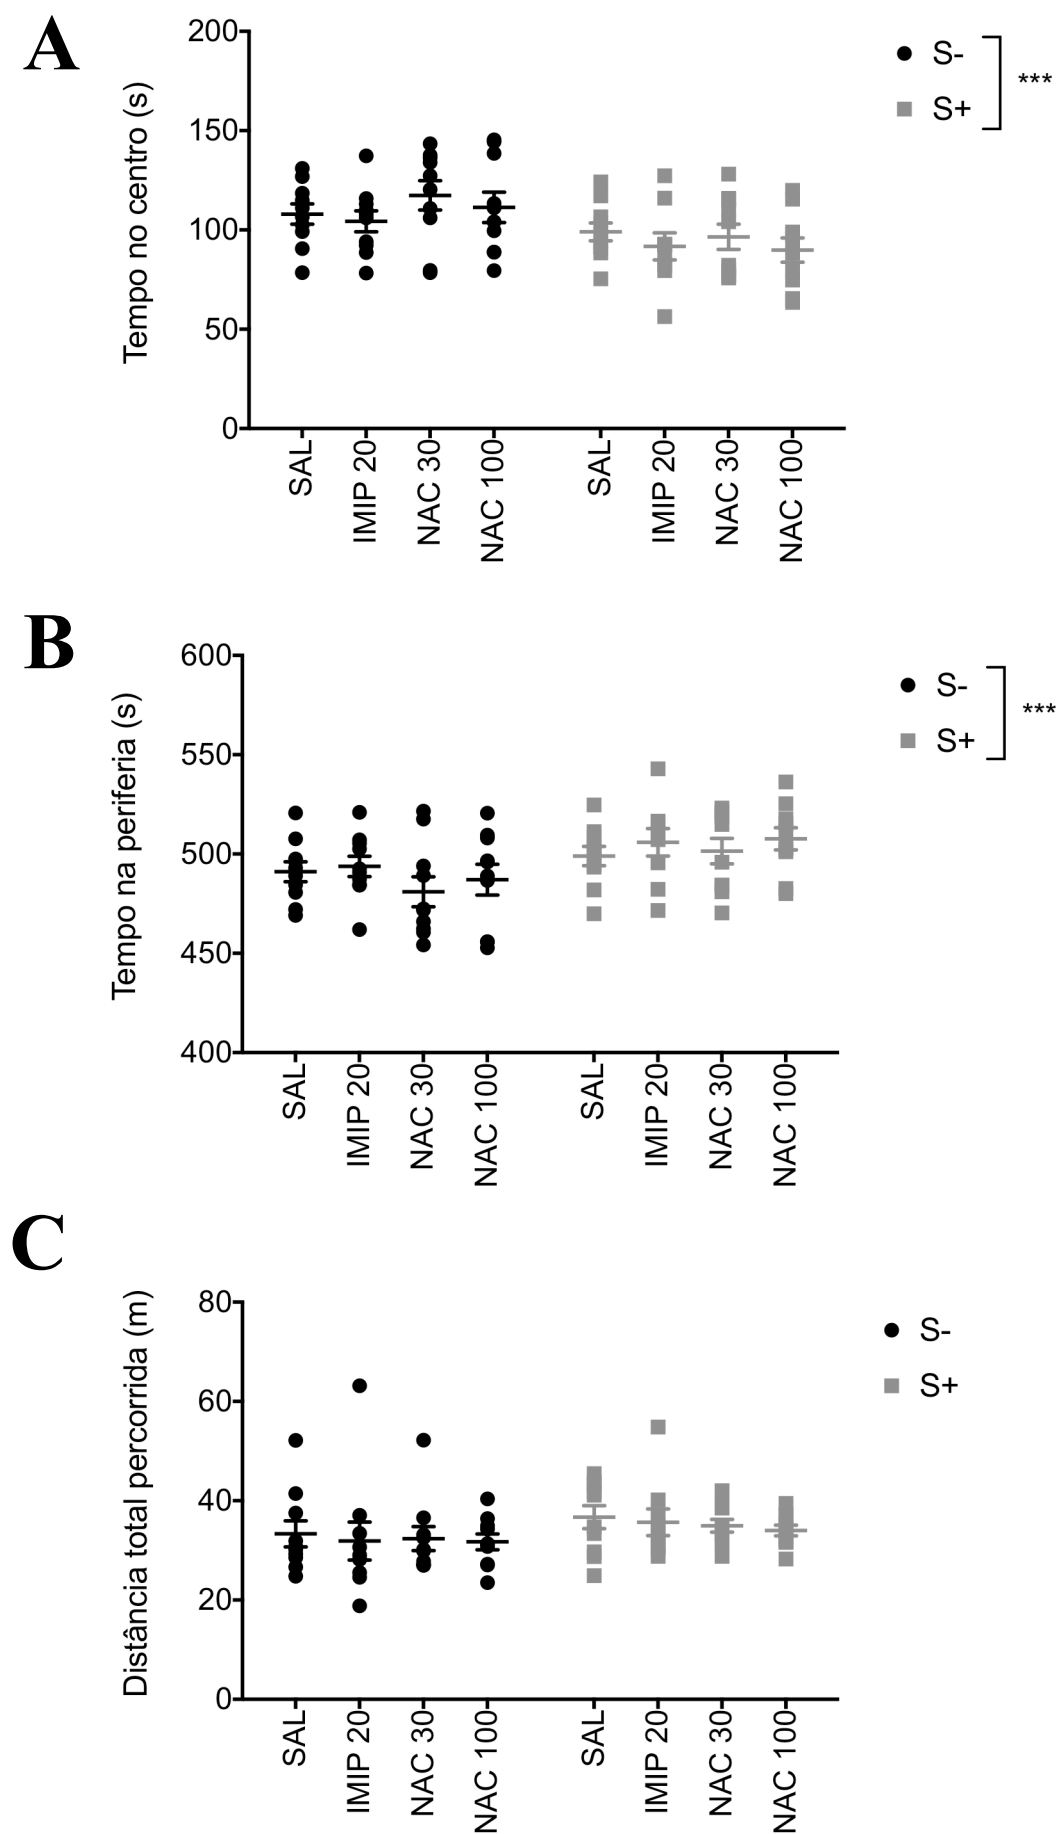 A
Tempo no centro (s)
200
150
100
50
0
SAL
IMIP 20
NAC 30
NAC 100
SAL
IMIP 20
NAC 30
NAC 100
S-
S+
***
B
Tempo na periferia (s)
600
550
500
450
400
SAL
IMIP 20
NAC 30
NAC 100
SAL
IMIP 20
NAC 30
NAC 100
S-
S+
***
C
Distância total percorrida (m)
80
60
40
20
0
SAL
IMIP 20
NAC 30
NAC 100
SAL
IMIP 20
NAC 30
NAC 100
S-
S+